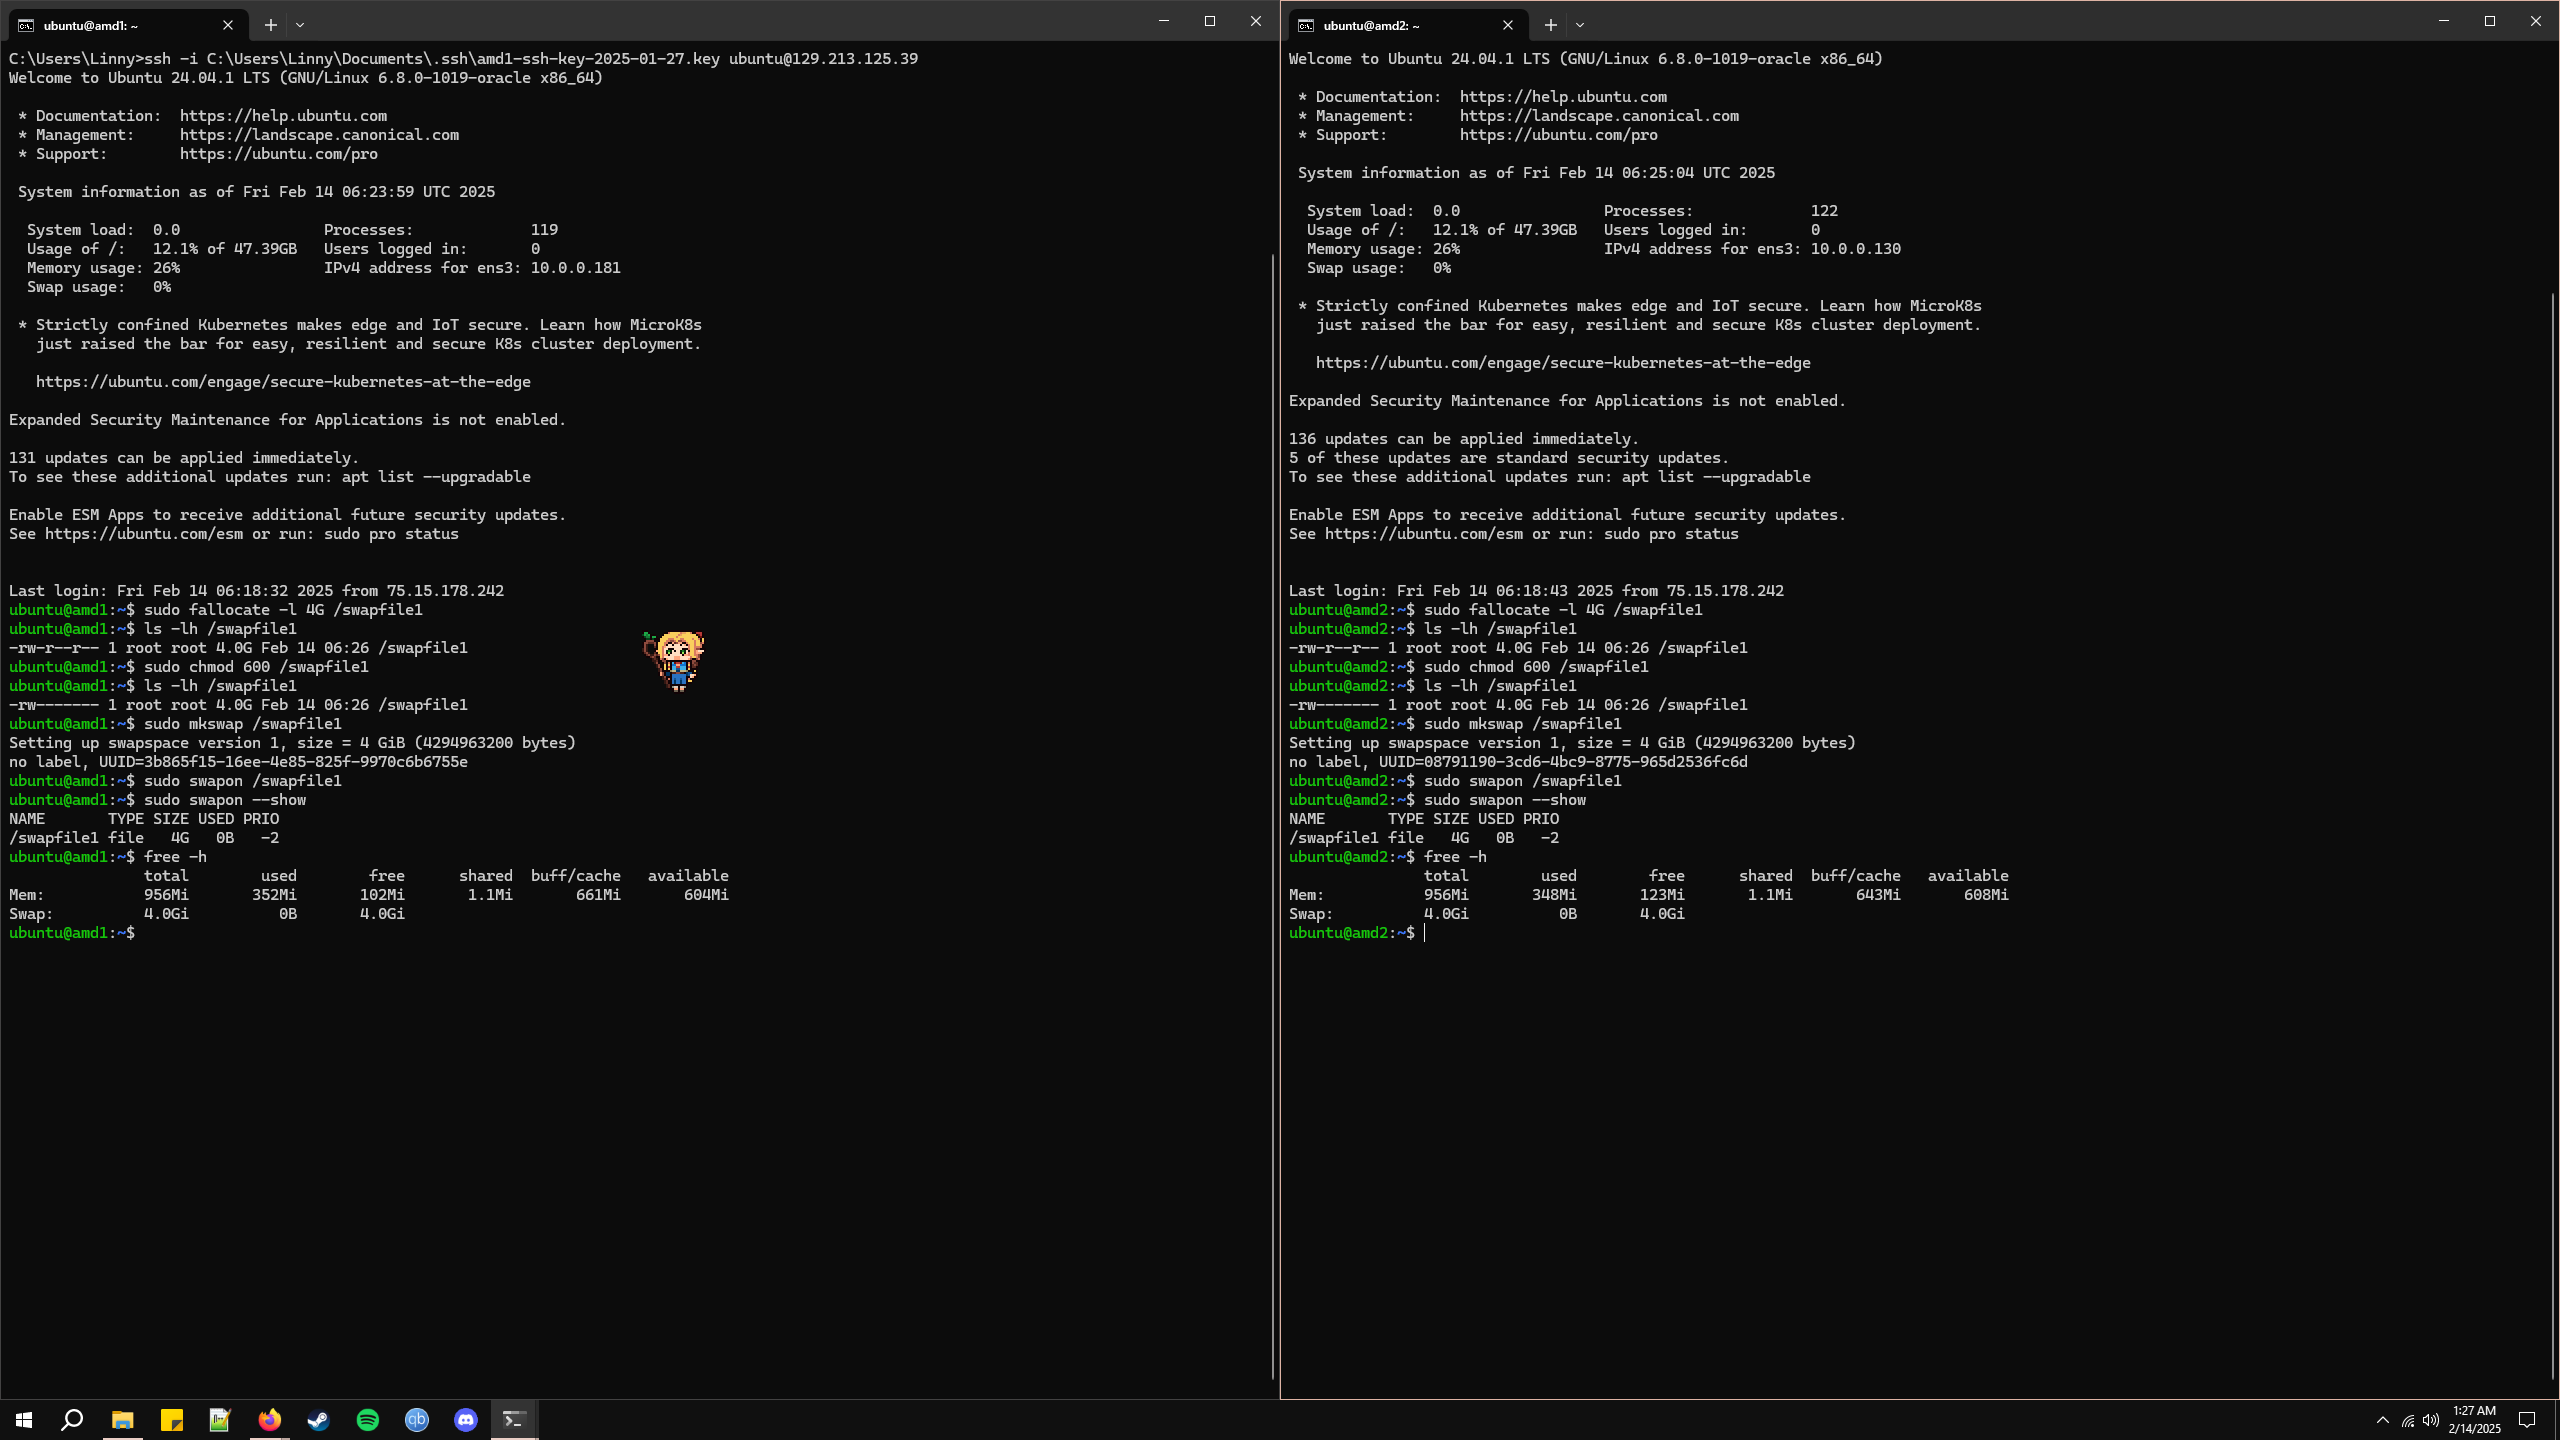 ubuntu@amd1: ~
C:\Users\Linny>ssh -i C:\Users\Linny\Documents\.ssh\amd1-ssh-key-2025-01-27.key ubuntu@129.213.125.39
Welcome to Ubuntu 24.04.1 LTS (GNU/Linux 6.8.0-1019-oracle x86_64)
* Documentation:  https://help.ubuntu.com
* Management:     https://landscape.canonical.com
* Support:        https://ubuntu.com/pro
System information as of Fri Feb 14 06:23:59 UTC 2025
System load:  0.0                Processes:             119
Usage of /:   12.1% of 47.39GB   Users logged in:       0
Memory usage: 26%                IPv4 address for ens3: 10.0.0.181
Swap usage:   0%
* Strictly confined Kubernetes makes edge and IoT secure. Learn how MicroK8s
just raised the bar for easy, resilient and secure K8s cluster deployment.
https://ubuntu.com/engage/secure-kubernetes-at-the-edge
Expanded Security Maintenance for Applications is not enabled.
131 updates can be applied immediately.
To see these additional updates run: apt list --upgradable
Enable ESM Apps to receive additional future security updates.
See https://ubuntu.com/esm or run: sudo pro status
Last login: Fri Feb 14 06:18:32 2025 from 75.15.178.242
ubuntu@amd1:~$ sudo fallocate -l 4G /swapfile1
ubuntu@amd1:~$ ls -lh /swapfile1
-rw-r--r-- 1 root root 4.0G Feb 14 06:26 /swapfile1
ubuntu@amd1:~$ sudo chmod 600 /swapfile1
ubuntu@amd1:~$ ls -lh /swapfile1
-rw------- 1 root root 4.0G Feb 14 06:26 /swapfile1
ubuntu@amd1:~$ sudo mkswap /swapfile1
Setting up swapspace version 1, size = 4 GiB (4294963200 bytes)
no label, UUID=3b865f15-16ee-4e85-825f-9970c6b6755e
ubuntu@amd1:~$ sudo swapon /swapfile1
ubuntu@amd1:~$ sudo swapon --show
NAME       TYPE SIZE USED PRIO
/swapfile1 file   4G   0B   -2
ubuntu@amd1:~$ free -h
total        used        free      shared  buff/cache   available
Mem:           956Mi       352Mi       102Mi       1.1Mi       661Mi       604Mi
Swap:          4.0Gi          0B       4.0Gi
ubuntu@amd1:~$
ubuntu@amd2: ~
Welcome to Ubuntu 24.04.1 LTS (GNU/Linux 6.8.0-1019-oracle x86_64)
* Documentation:  https://help.ubuntu.com
* Management:     https://landscape.canonical.com
* Support:        https://ubuntu.com/pro
System information as of Fri Feb 14 06:25:04 UTC 2025
System load:  0.0                Processes:             122
Usage of /:   12.1% of 47.39GB   Users logged in:       0
Memory usage: 26%                IPv4 address for ens3: 10.0.0.130
Swap usage:   0%
* Strictly confined Kubernetes makes edge and IoT secure. Learn how MicroK8s
just raised the bar for easy, resilient and secure K8s cluster deployment.
https://ubuntu.com/engage/secure-kubernetes-at-the-edge
Expanded Security Maintenance for Applications is not enabled.
136 updates can be applied immediately.
5 of these updates are standard security updates.
To see these additional updates run: apt list --upgradable
Enable ESM Apps to receive additional future security updates.
See https://ubuntu.com/esm or run: sudo pro status
Last login: Fri Feb 14 06:18:43 2025 from 75.15.178.242
ubuntu@amd2:~$ sudo fallocate -l 4G /swapfile1
ubuntu@amd2:~$ ls -lh /swapfile1
-rw-r--r-- 1 root root 4.0G Feb 14 06:26 /swapfile1
ubuntu@amd2:~$ sudo chmod 600 /swapfile1
ubuntu@amd2:~$ ls -lh /swapfile1
-rw------- 1 root root 4.0G Feb 14 06:26 /swapfile1
ubuntu@amd2:~$ sudo mkswap /swapfile1
Setting up swapspace version 1, size = 4 GiB (4294963200 bytes)
no label, UUID=08791190-3cd6-4bc9-8775-965d2536fc6d
ubuntu@amd2:~$ sudo swapon /swapfile1
ubuntu@amd2:~$ sudo swapon --show
NAME       TYPE SIZE USED PRIO
/swapfile1 file   4G   0B   -2
ubuntu@amd2:~$ free -h
total        used        free      shared  buff/cache   available
Mem:           956Mi       348Mi       123Mi       1.1Mi       643Mi       608Mi
Swap:          4.0Gi          0B       4.0Gi
ubuntu@amd2:~$
qb
1:27 AM
2/14/2025